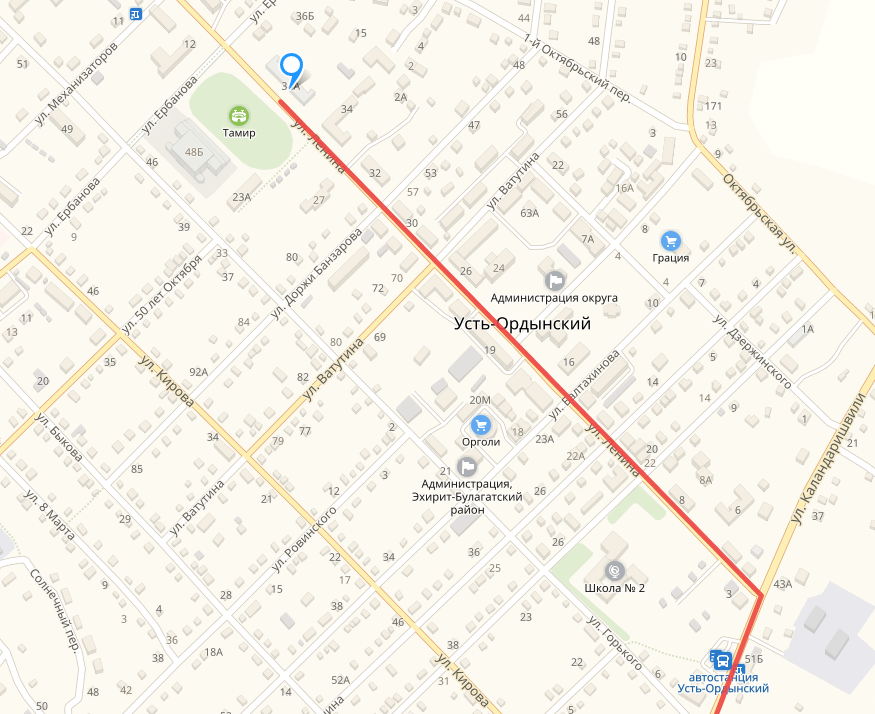 ул. Ер
36Б
44
11
12
15
4
1-й Октябрьский пер.
48
10
51
ул. Механизаторов
2
48
23
37А
2А
171
ул. Ербанова
34
56
13
Тамир
49
47
3
48Б
ул. Ленина
9
46
32
53
22
ул. Ватутина
16А
Октябрьская ул.
ул. Ербанова
23А
27
57
22
9
39
30
63А
8
ул. Доржи Банзарова
7А
Грация
33
80
4
ул. 50 лет Октября
37
26
24
72
70
Администрация округа
4
7
4
46
84
10
Усть-Ордынский
13
11
80
69
19
ул. Дзержинского
1А
35
ул. Кирова
92А
82
ул. Ватутина
16
5
20
ул. Балтахинова
14
20М
14
9
1
ул. Быкова
34
79
77
2
Орголи
18
23А
ул. Ленина
20
21
ул. Каландаришвили
85
21
22А
22
8А
Администрация,
Эхирит-Булагатский
район
21
12
3
26
8
6
37
ул. 8 Марта
29
ул. Ватутина
ул. Ровинского
26
36
34
22
25
Школа № 2
43А
Солнечный пер.
28
15
17
9
3
4
38
23
3
36
ул. Горького
18А
38
51Б
52А
ул. Кирова
31
22
6
автостанция
Усть-Ордынский
50
48
42
14